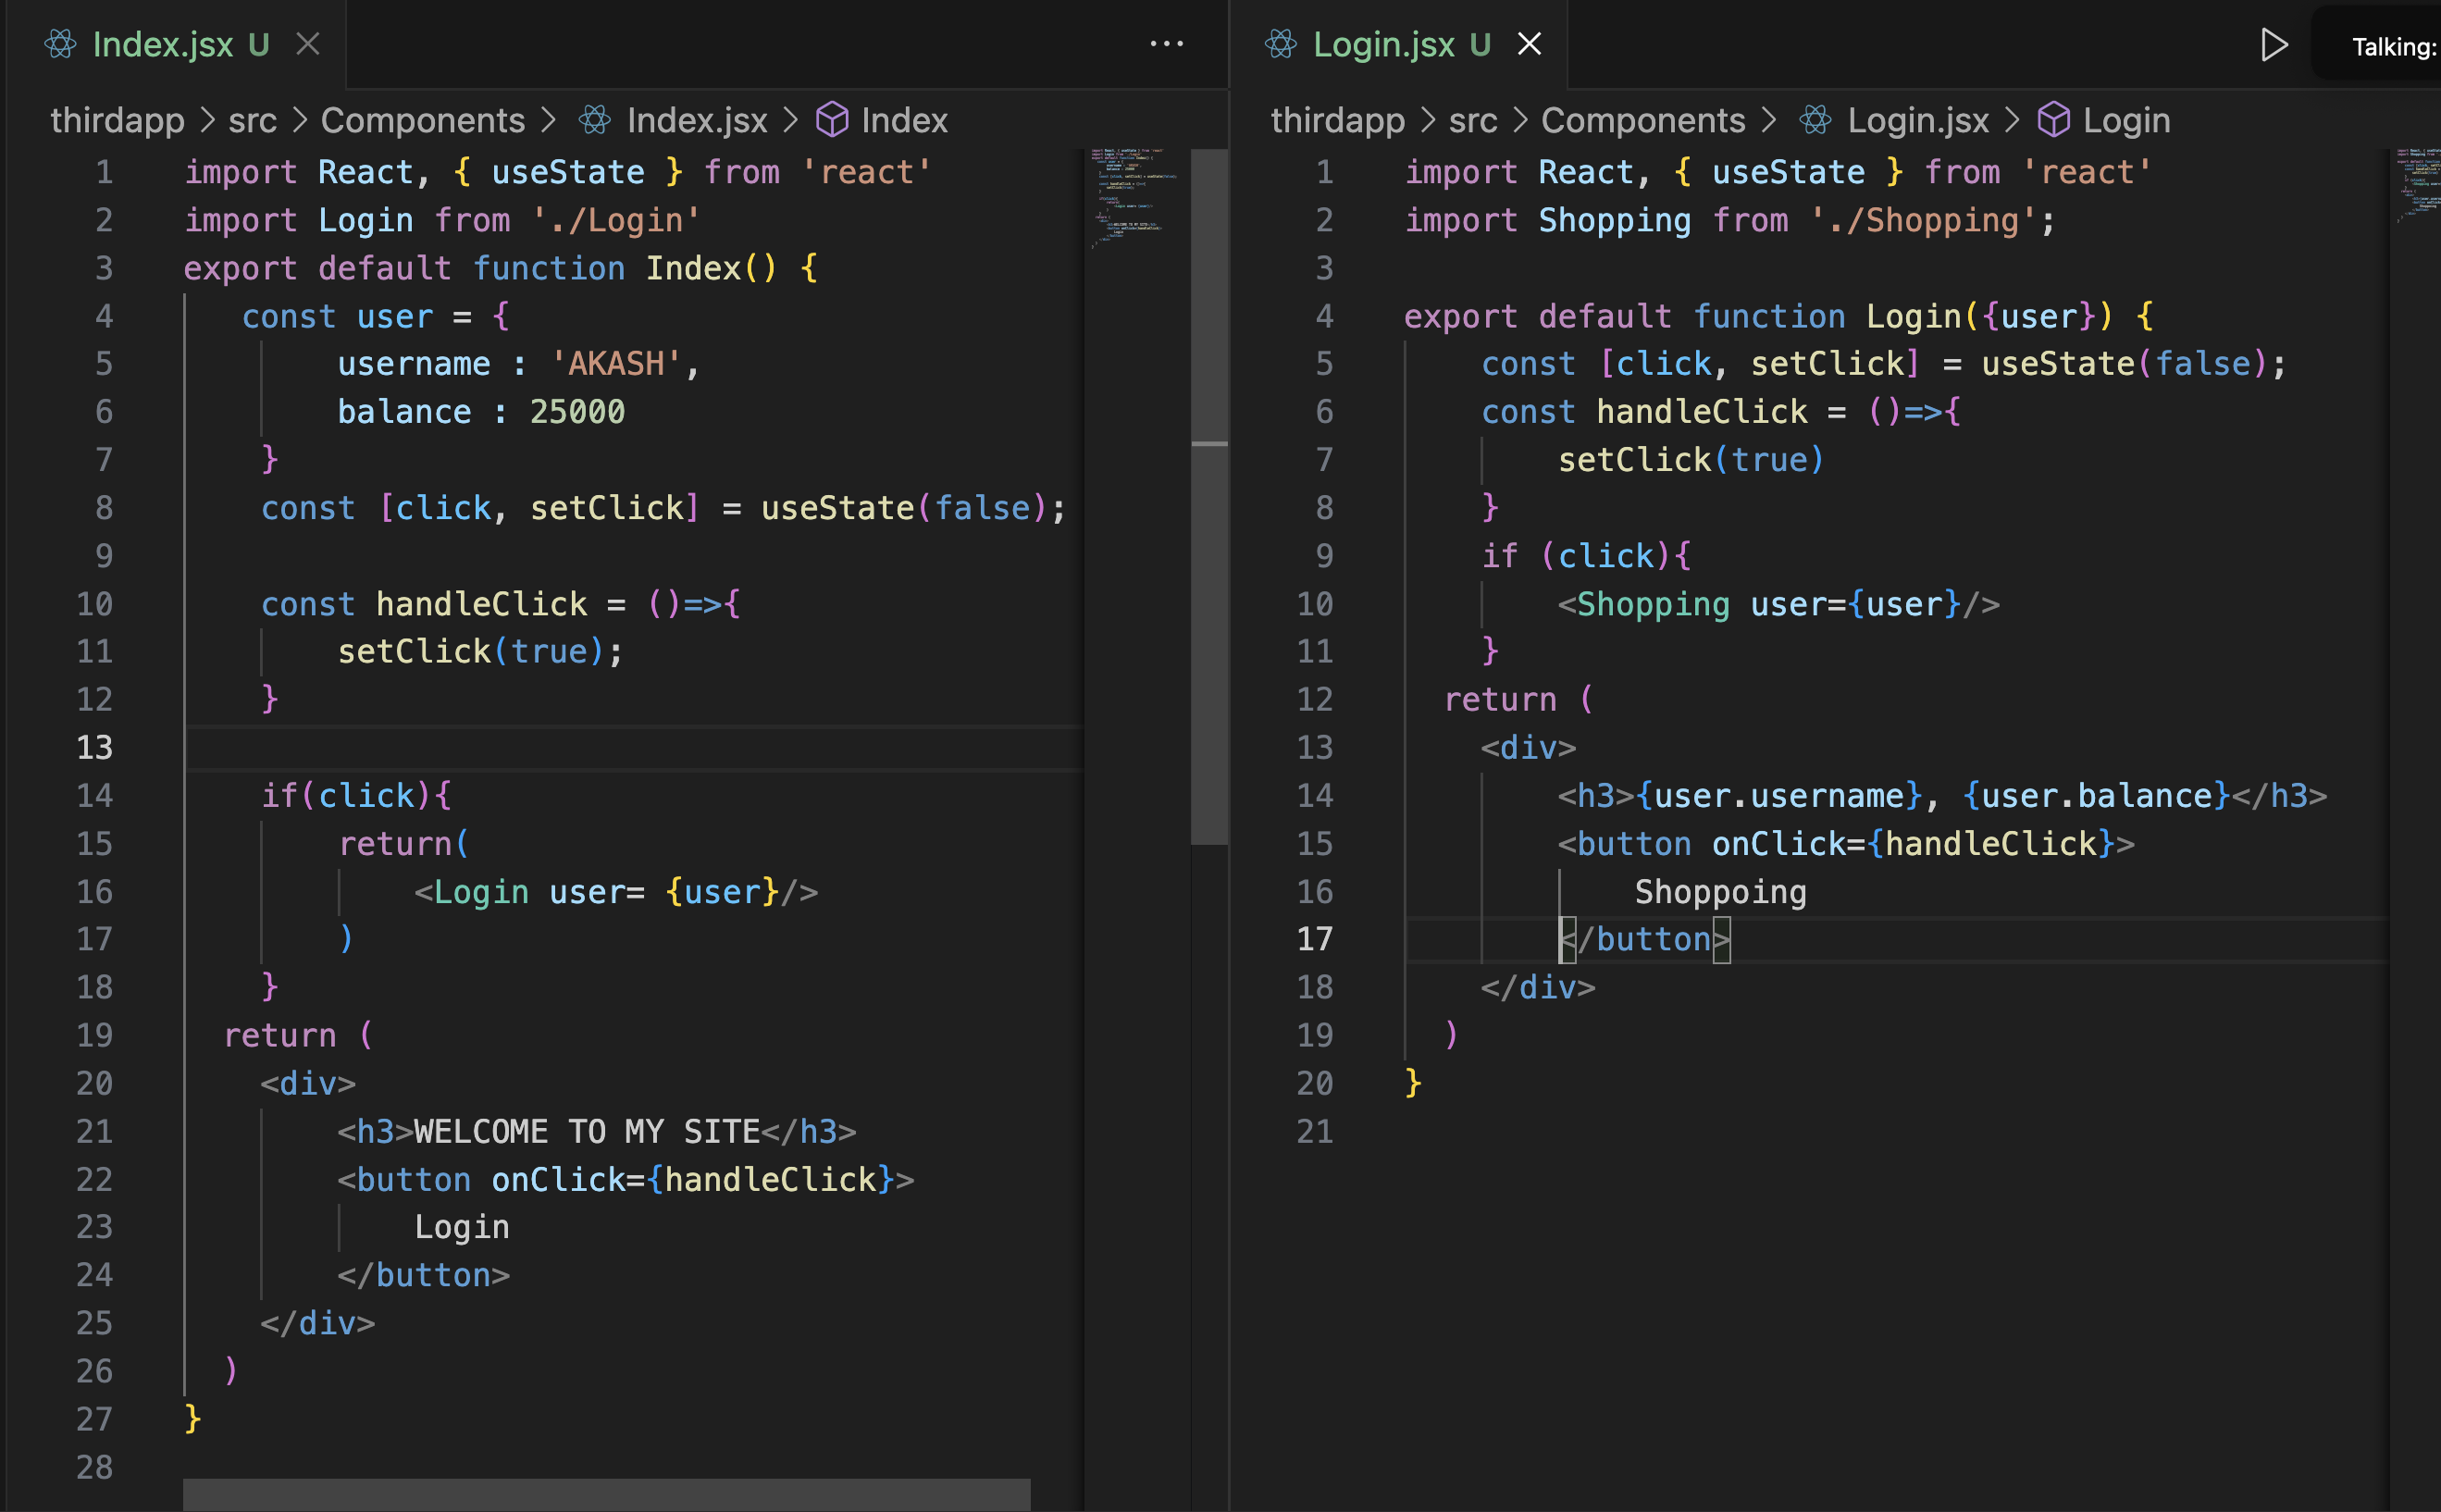 Index.jsx U
thirdapp > src > Components > Index.jsx > Index
1 import React, { useState } from 'react'
2 import Login from './Login'
3 export default function Index() {
4 const user = {
5 username : 'AKASH',
6 balance : 25000
7 }
8 const [click, setClick] = useState(false);
9
10 const handleClick = ()=>{
11 setClick(true);
12 }
13
14 if(click){
15 return(
16 <Login user= {user}/>
17 )
18 }
19 return (
20 <div>
21 <h3>WELCOME TO MY SITE</h3>
22 <button onClick={handleClick}>
23 Login
24 </button>
25 </div>
26 )
27 }
28
Login.jsx U
Talking:
thirdapp > src > Components > Login.jsx > Login
1 import React, { useState } from 'react'
2 import Shopping from './Shopping';
3
4 export default function Login({user}) {
5 const [click, setClick] = useState(false);
6 const handleClick = ()=>{
7 setClick(true)
8 }
9 if (click){
10 <Shopping user={user}/>
11 }
12 return (
13 <div>
14 <h3>{user.username}, {user.balance}</h3>
15 <button onClick={handleClick}>
16 Shoppoing
17 </button>
18 </div>
19 )
20 }
21